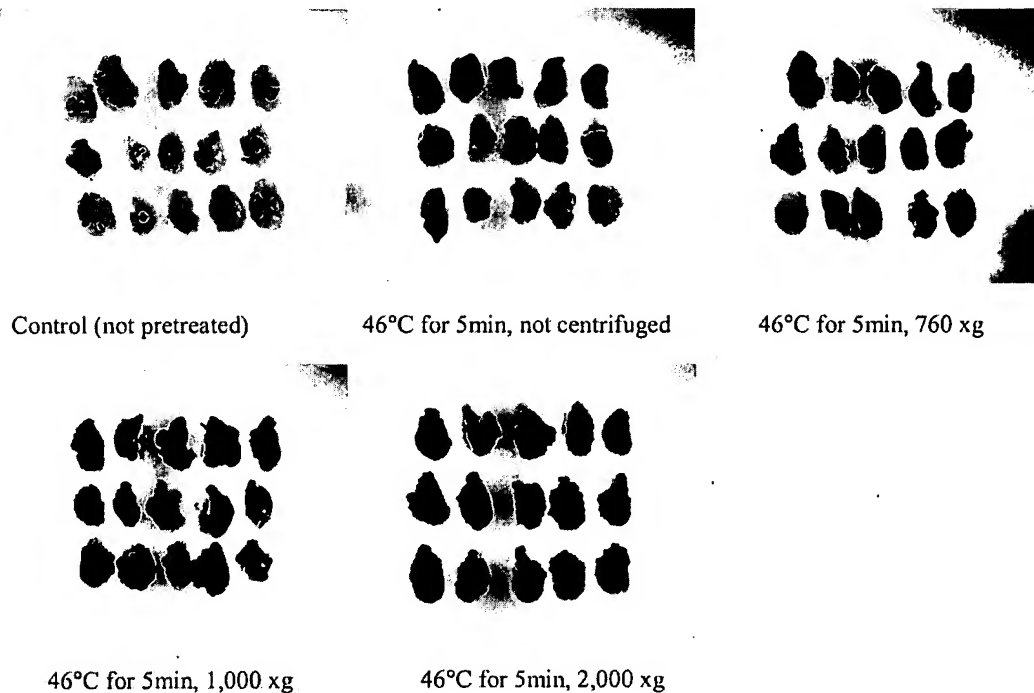 Control (not pretreated)
46°C for 5min, not centrifuged
46°C for 5min, 760 xg
46°C for 5min, 1,000 xg
46°C for 5min, 2,000 xg